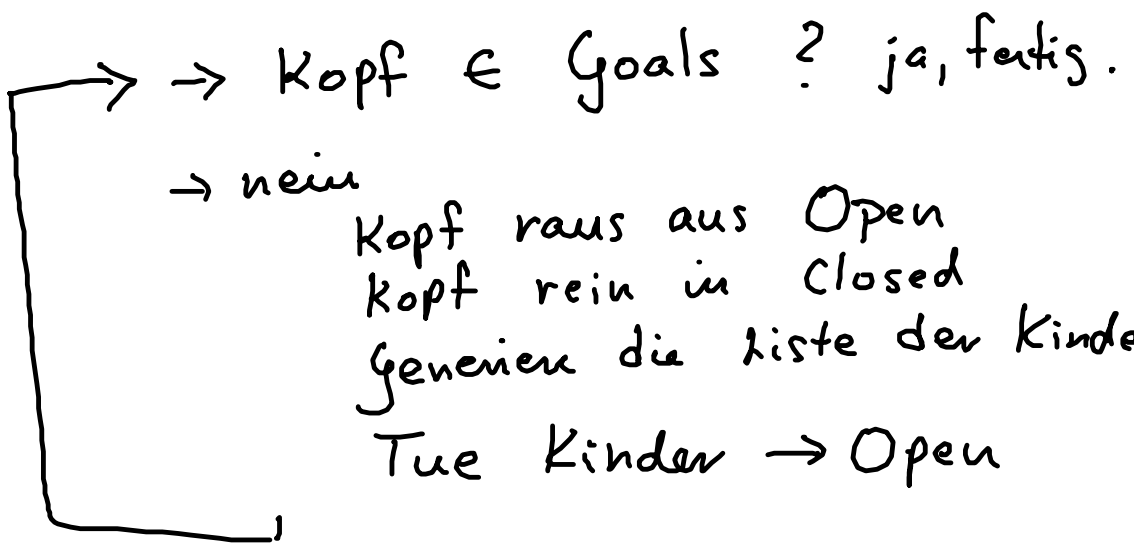 → Kopf ∈ Goals ? ja, fertig.
→ nein
Kopf raus aus Open
Kopf rein in Closed
Generiere die Liste der Kinde
Tue Kinder → Open